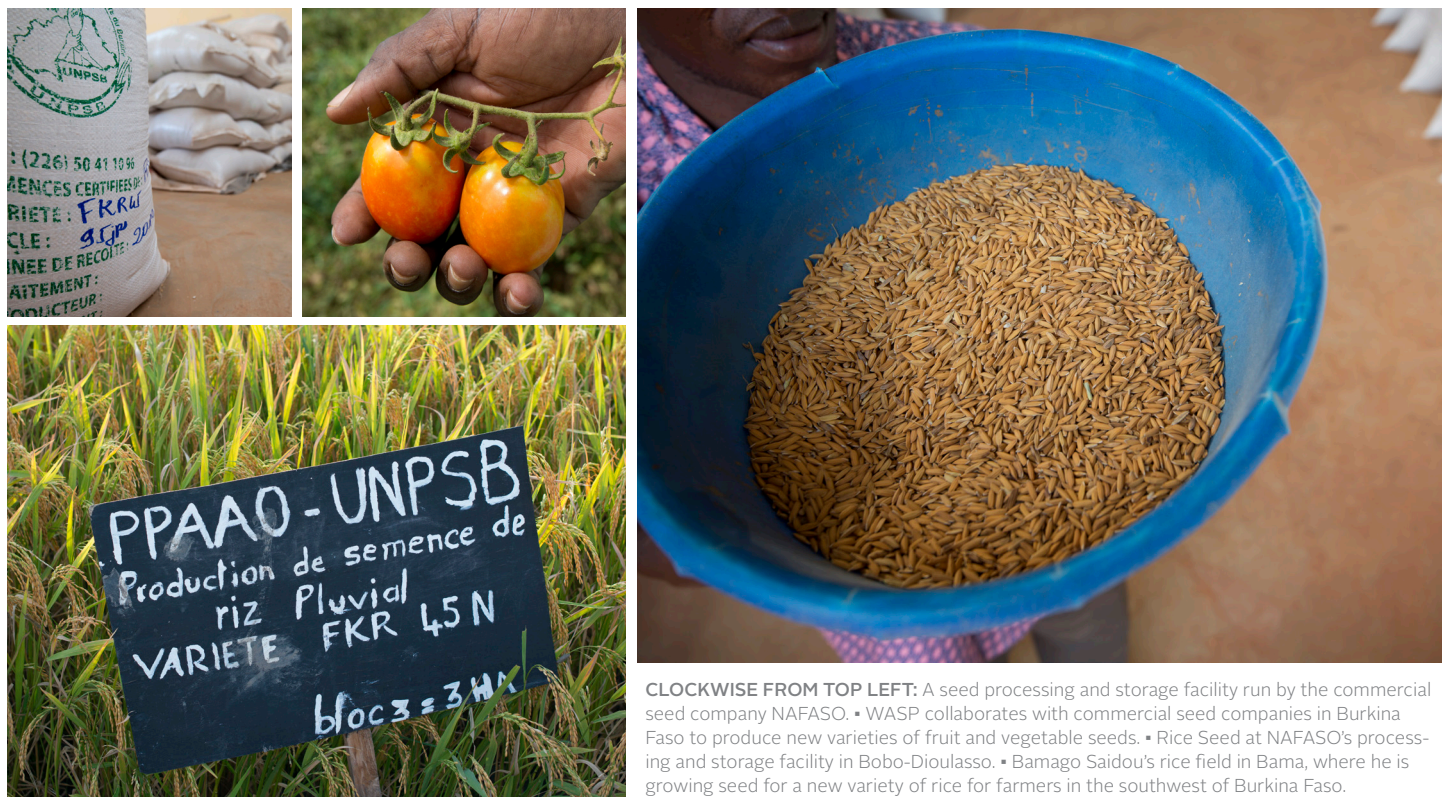 UNPSB
UNPSB
: (226) 50 41 10 96
MENCES CERTIFIEES DE
RIETE : FKR
CLE :
NEE DE RECOLTE :
AITEMENT :
ODUCTEUR :
PPAAO - UNPSB
Production de semence de
riz Pluvial
VARIETE FKR 45 N
bloc 3 = 3 HA
CLOCKWISE FROM TOP LEFT: A seed processing and storage facility run by the commercial
seed company NAFASO. ▪ WASP collaborates with commercial seed companies in Burkina
Faso to produce new varieties of fruit and vegetable seeds. ▪ Rice Seed at NAFASO's process-
ing and storage facility in Bobo-Dioulasso. ▪ Bamago Saidou's rice field in Bama, where he is
growing seed for a new variety of rice for farmers in the southwest of Burkina Faso.